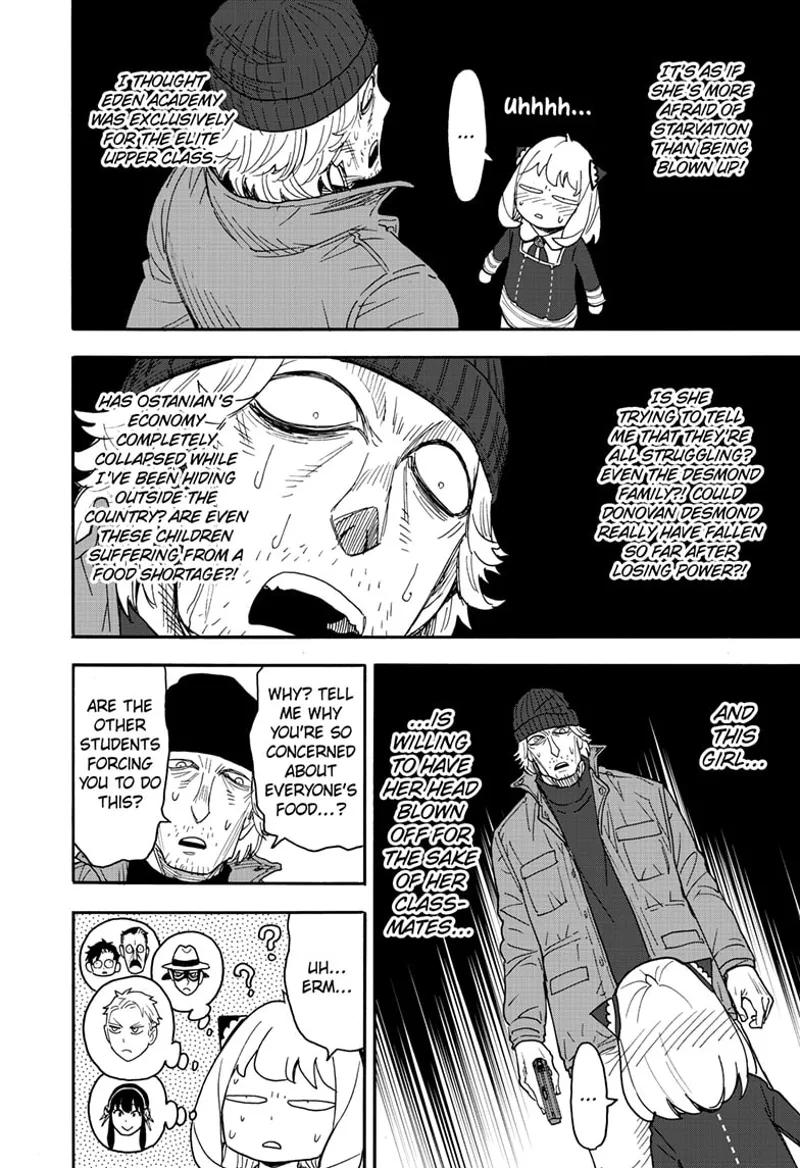 IT'S AS IF
SHE'S MORE
AFRAID OF
STARVATION
THAN BEING
BLOWN UP!
uhhhh...
...
I THOUGHT
EDEN ACADEMY
WAS EXCLUSIVELY
FOR THE ELITE
UPPER CLASS.
IS SHE
TRYING TO TELL
ME THAT THEY'RE
ALL STRUGGLING?
EVEN THE DESMOND
FAMILY?! COULD
DONOVAN DESMOND
REALLY HAVE FALLEN
SO FAR AFTER
LOSING POWER?!
HAS OSTANIAN'S
ECONOMY
COMPLETELY
COLLAPSED WHILE
I'VE BEEN HIDING
OUTSIDE THE
COUNTRY? ARE EVEN
THESE CHILDREN
SUFFERING FROM A
FOOD SHORTAGE?!
AND
THIS
GIRL...
...IS
WILLING
TO HAVE
HER HEAD
BLOWN
OFF FOR
THE SAKE
OF HER
CLASS-
MATES...
...
WHY? TELL
ME WHY
YOU'RE SO
CONCERNED
ABOUT
EVERYONE'S
FOOD...?
ARE THE
OTHER
STUDENTS
FORCING
YOU TO DO
THIS?
UH...
ERM...
?
?
?